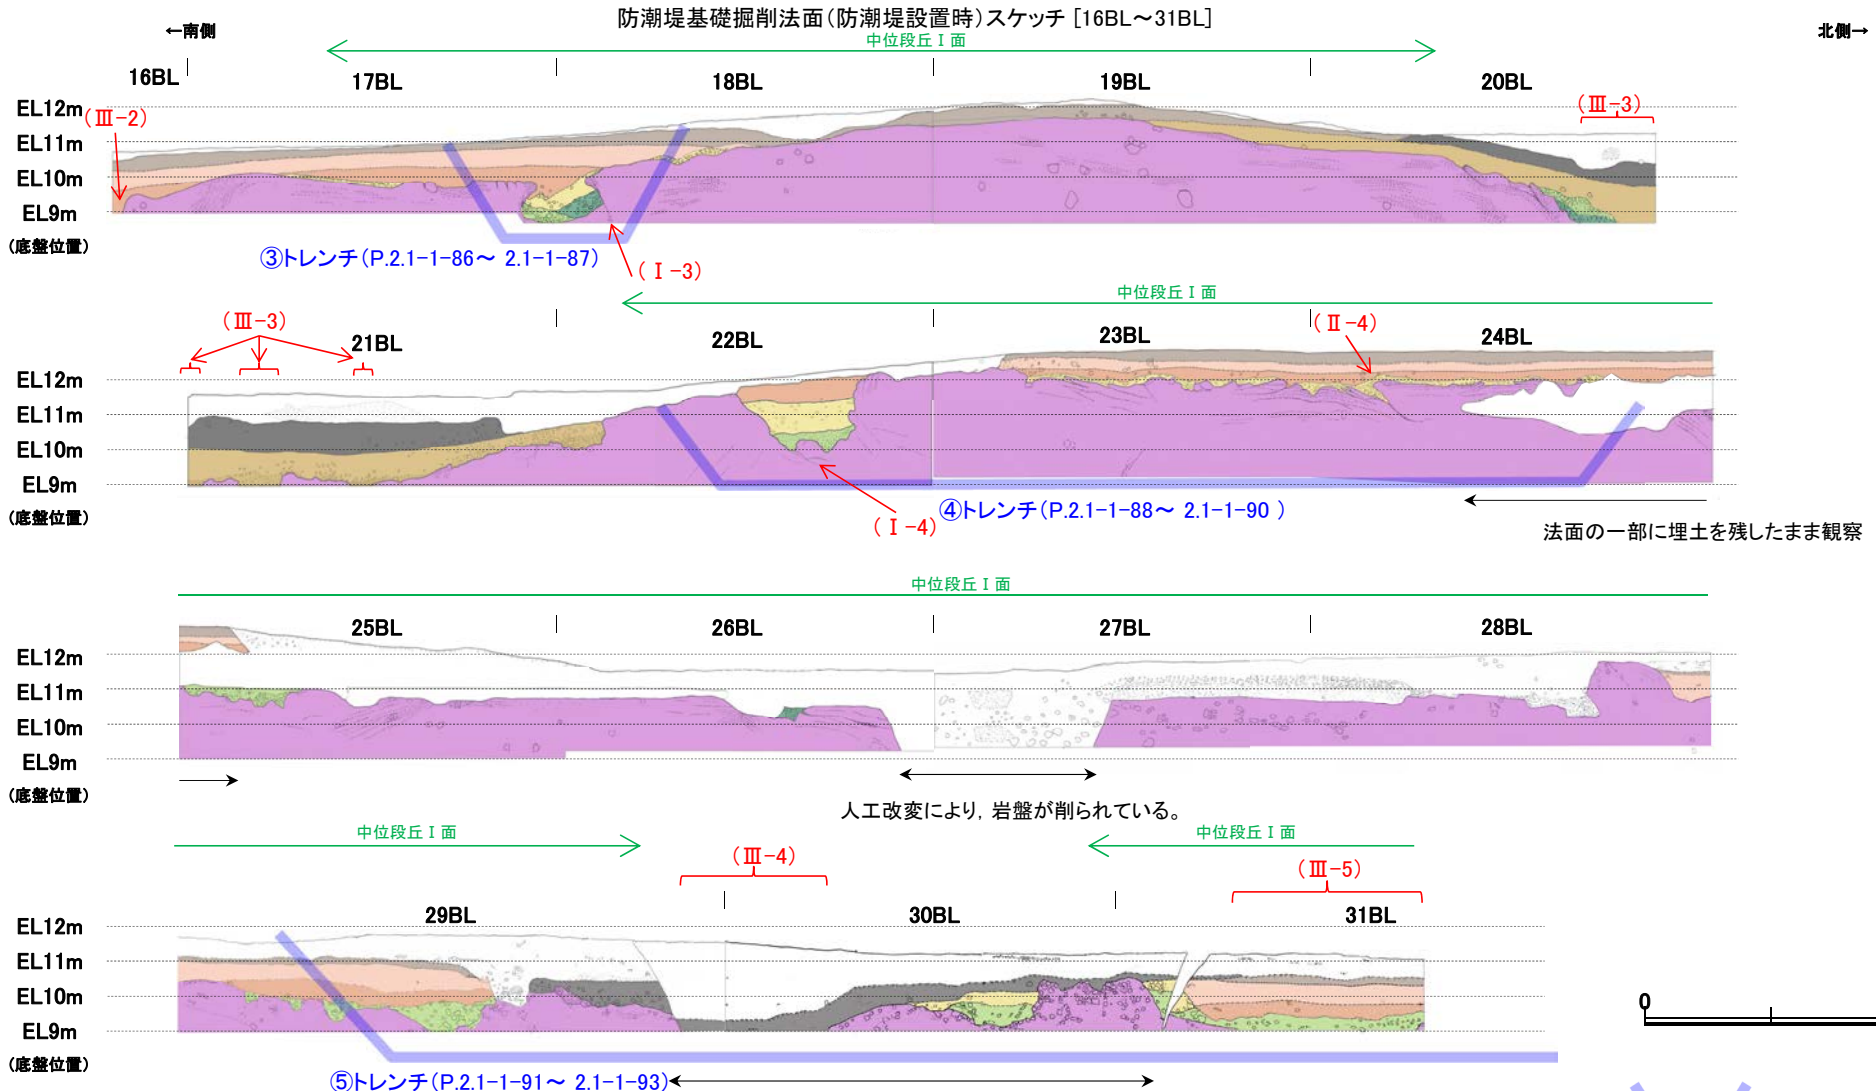 防潮堤基礎掘削法面(防潮堤設置時)スケッチ [16BL～31BL]
←南側
北側→
中位段丘Ⅰ面
16BL 17BL 18BL 19BL 20BL
EL12m
(Ⅲ-2)
(Ⅲ-3)
EL11m
EL10m
EL9m
(底盤位置)
③トレンチ(P.2.1-1-86～ 2.1-1-87)
(Ⅰ-3)
中位段丘Ⅰ面
(Ⅲ-3)
(Ⅱ-4)
21BL 22BL 23BL 24BL
EL12m
EL11m
EL10m
EL9m
(底盤位置)
(Ⅰ-4)
④トレンチ(P.2.1-1-88～ 2.1-1-90 )
法面の一部に埋土を残したまま観察
中位段丘Ⅰ面
25BL 26BL 27BL 28BL
EL12m
EL11m
EL10m
EL9m
(底盤位置)
人工改変により, 岩盤が削られている。
中位段丘Ⅰ面 中位段丘Ⅰ面
(Ⅲ-4)
(Ⅲ-5)
29BL 30BL 31BL
EL12m
EL11m
EL10m
EL9m
(底盤位置)
0
⑤トレンチ(P.2.1-1-91～ 2.1-1-93)